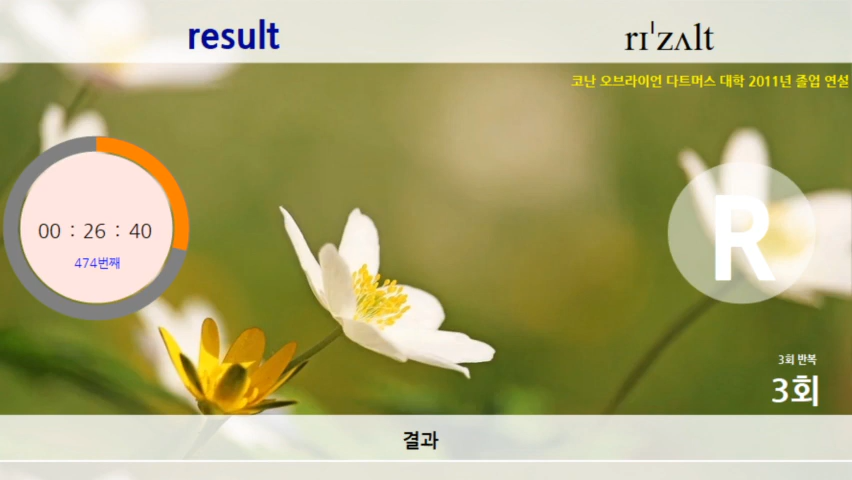 result
rɪˈzʌlt
코난 오브라이언 다트머스 대학 2011년 졸업 연설
00 : 26 : 40
474번째
R
3회 반복
3회
결과